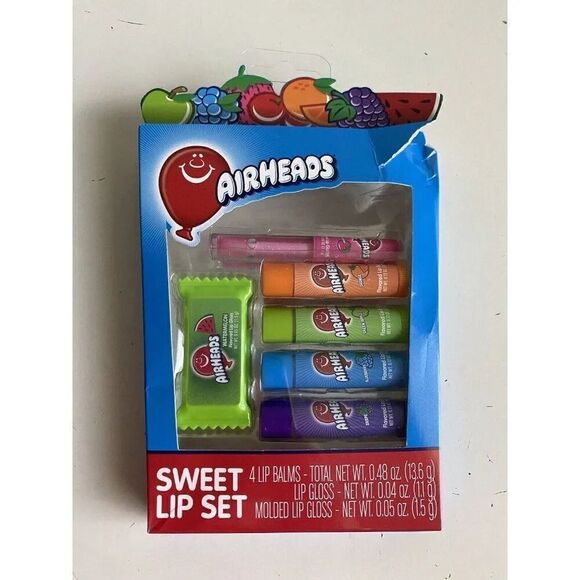 AIRHEADS
AIRHEADS
AIRHEADS
AIRHEADS
AIRHEADS
AIRHEADS
WATERMELON
AIRHEADS
SWEET
LIP SET
4 LIP BALMS - TOTAL NET WT. 0.48 oz. (13.6 g)
LIP GLOSS - NET WT. 0.04 oz. (1.1 g)
MOLDED LIP GLOSS - NET WT. 0.05 oz. (1.5 g)